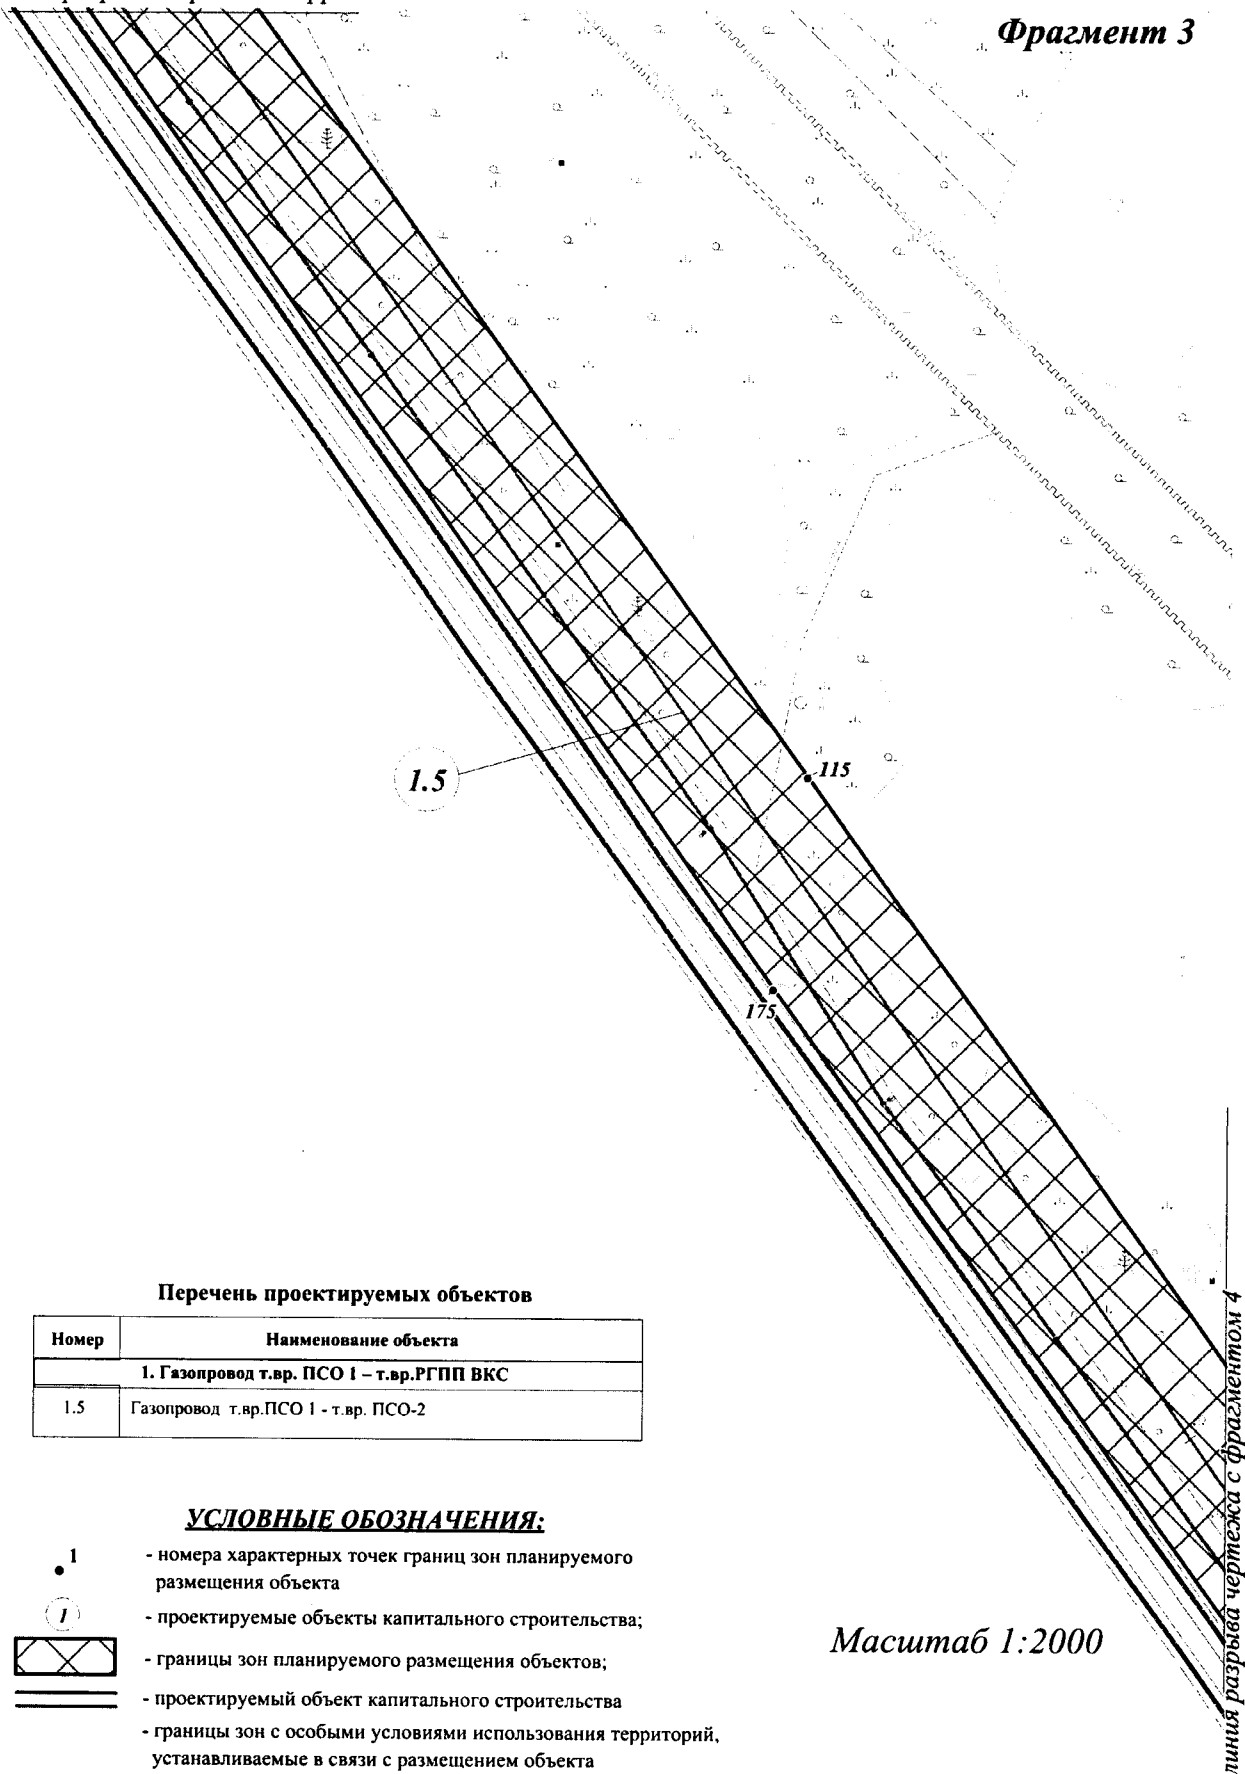 Фрагмент 3
1.5
115
175
Перечень проектируемых объектов
Номер Наименование объекта
1. Газопровод т.вр. ПСО 1 – т.вр.РГПП ВКС
1.5 Газопровод т.вр.ПСО 1 - т.вр. ПСО-2
УСЛОВНЫЕ ОБОЗНАЧЕНИЯ:
1 - номера характерных точек границ зон планируемого
размещения объекта
1 - проектируемые объекты капитального строительства;
- границы зон планируемого размещения объектов;
- проектируемый объект капитального строительства
- границы зон с особыми условиями использования территорий,
устанавливаемые в связи с размещением объекта
Масштаб 1:2000
линия разрыва чертежа с фрагментом 4